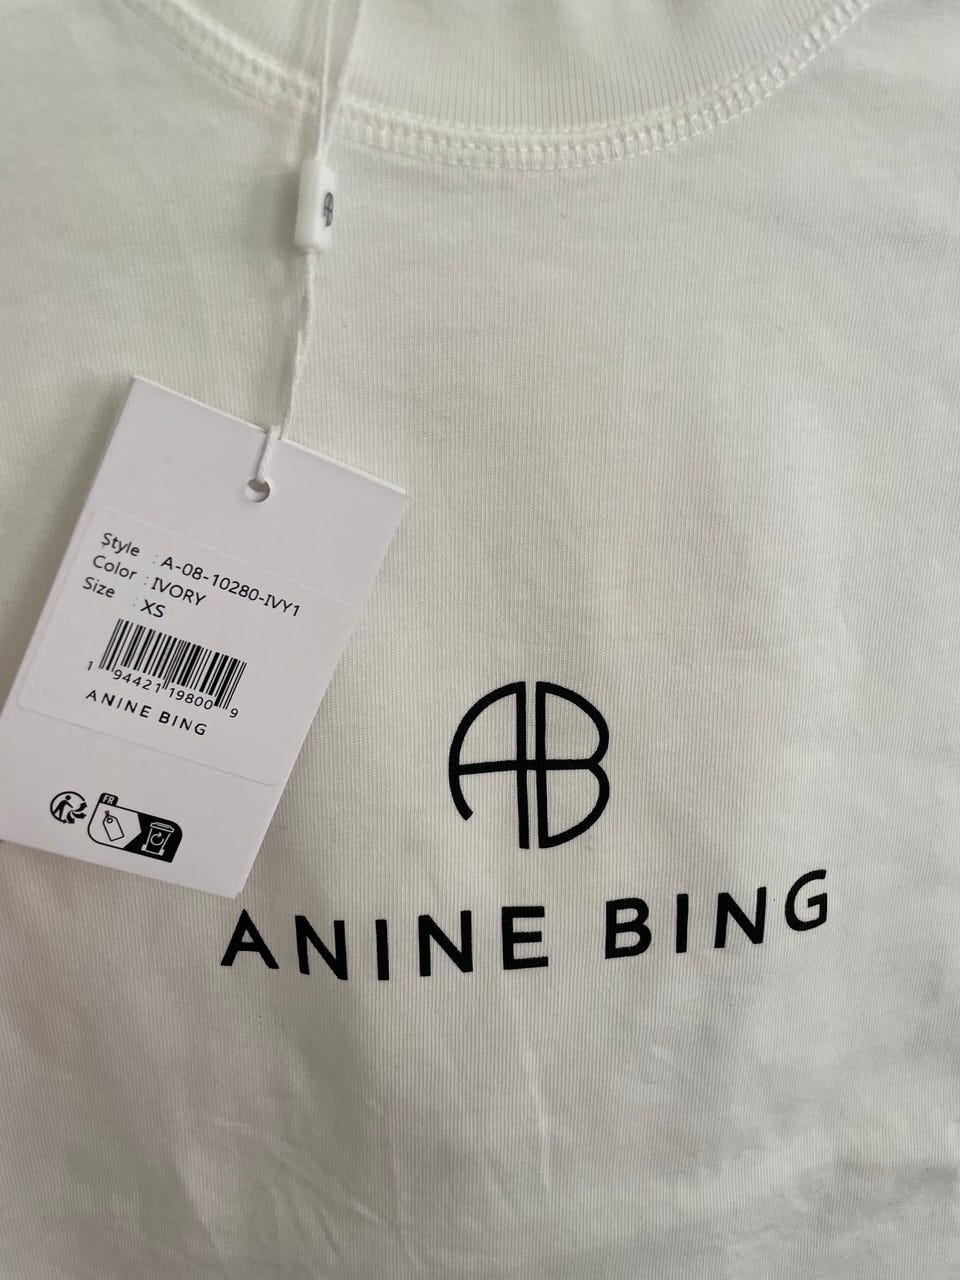 Style : A-08-10280-IVY1
Color : IVORY
Size : XS
1 94421 19800 9
ANINE BING
FR
AB
ANINE BING